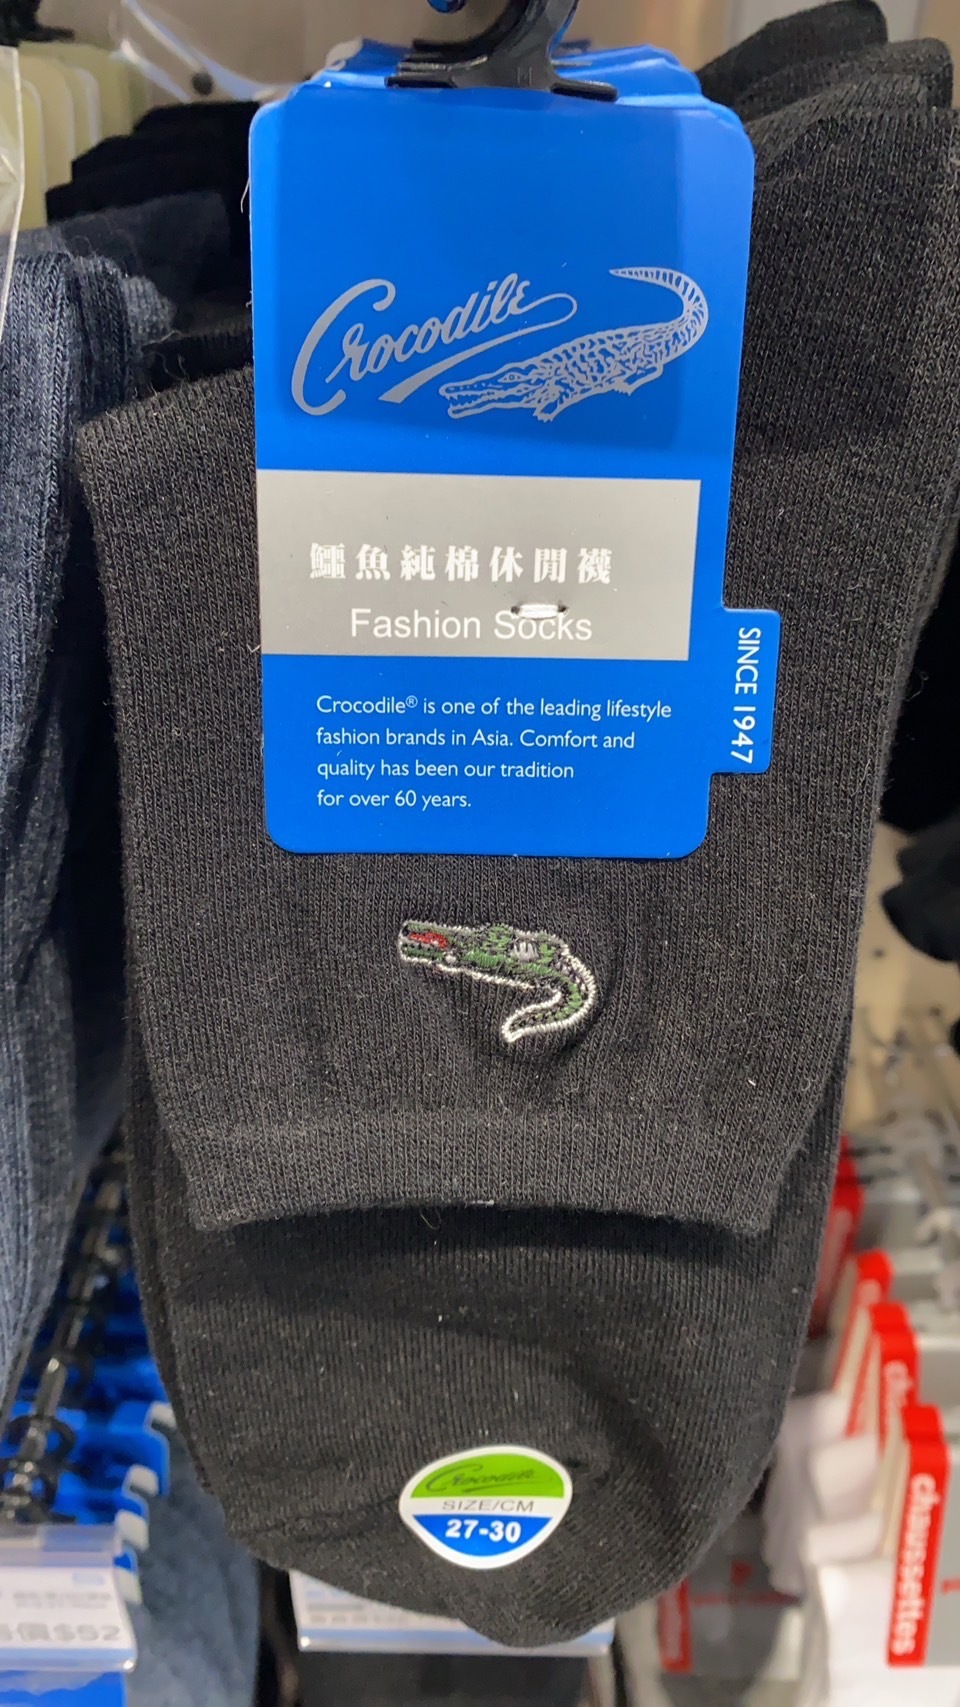 Crocodile
鱷魚純棉休閒襪
Fashion Socks
Crocodile® is one of the leading lifestyle
fashion brands in Asia. Comfort and
quality has been our tradition
for over 60 years.
SINCE 1947
Crocodile
SIZE/CM
27-30
chaussettes